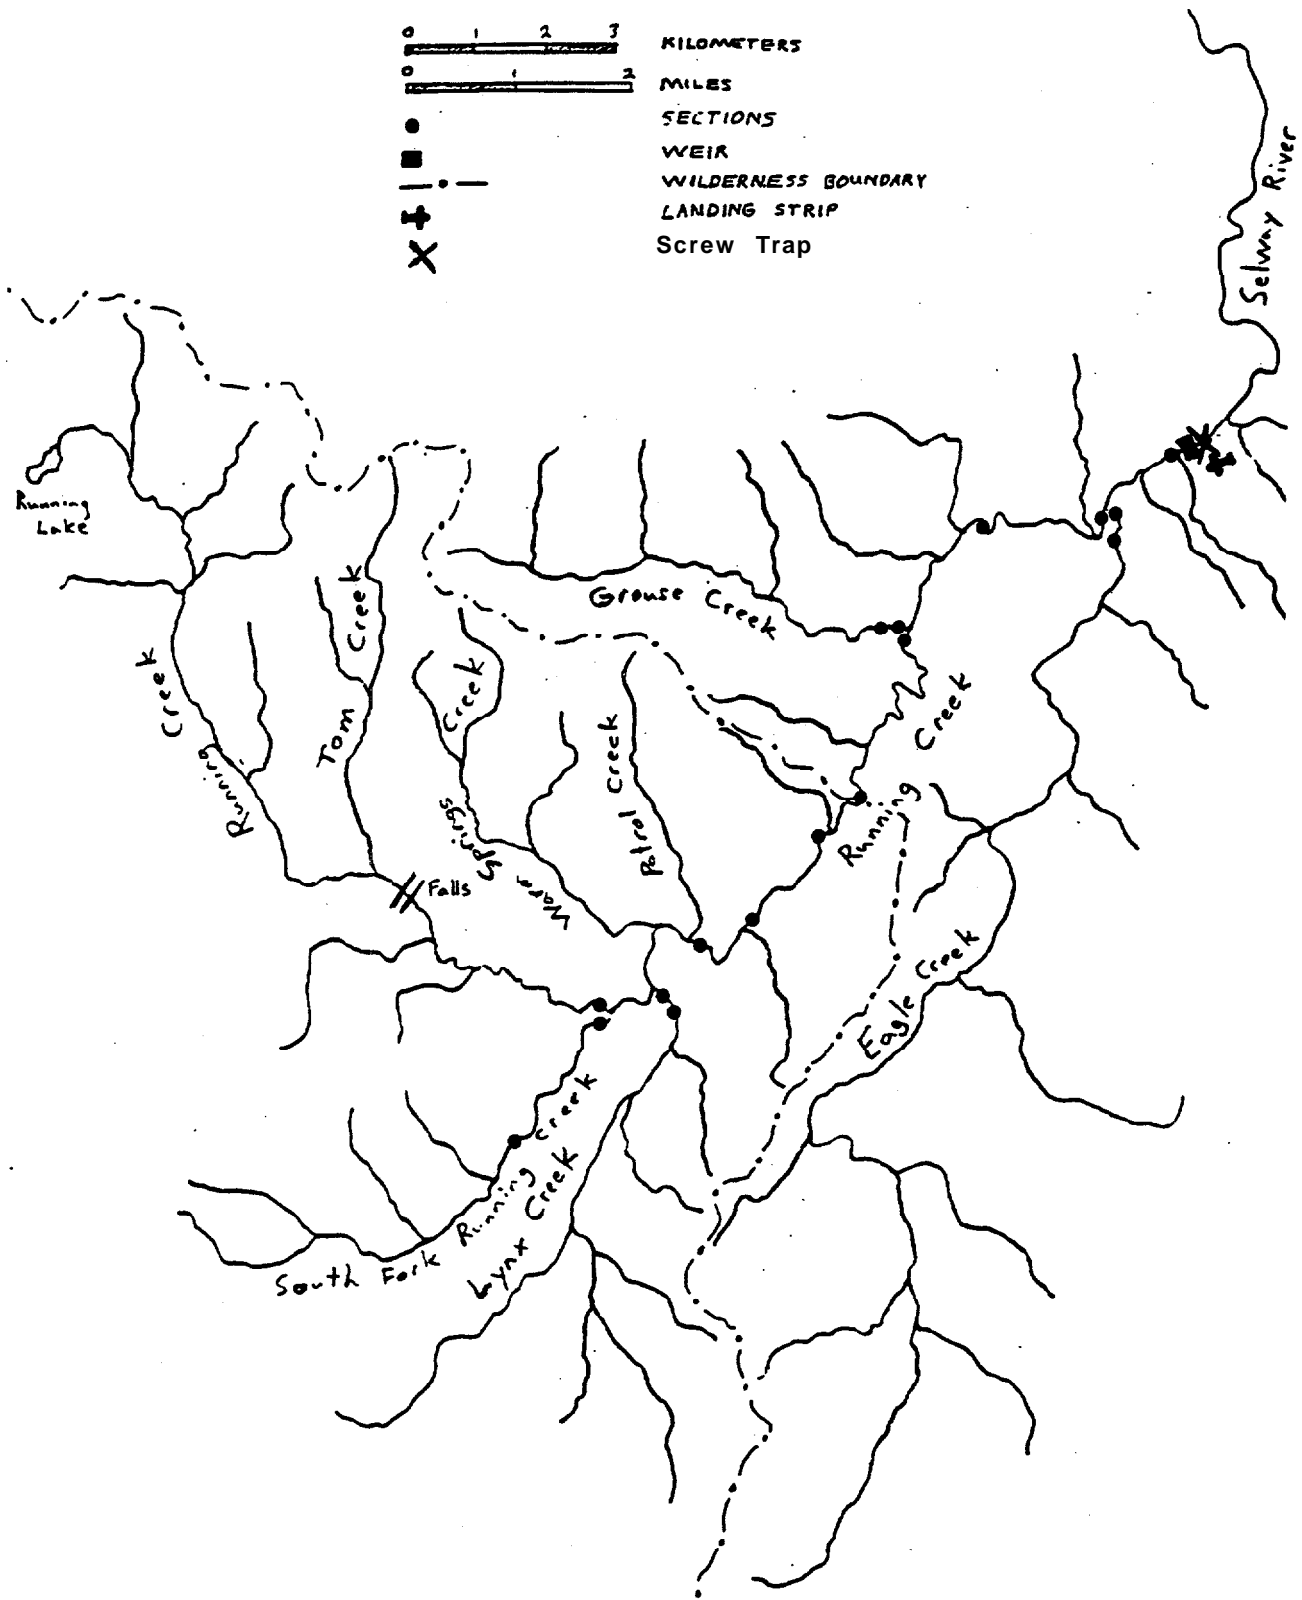 0 1 2 3 KILOMETERS
0 1 2 MILES
SECTIONS
WEIR
WILDERNESS BOUNDARY
LANDING STRIP
Screw Trap
Selway River
Running
Lake
Grouse Creek
Running Creek
Tom Creek
Warm Springs Creek
Patrol Creek
Running Creek
Falls
Eagle Creek
South Fork Running Creek
Lynx Creek